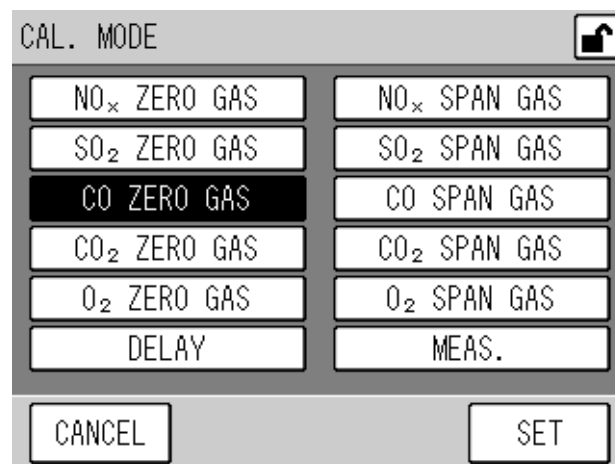 CAL. MODE
NOₓ ZERO GAS NOₓ SPAN GAS
SO₂ ZERO GAS SO₂ SPAN GAS
CO ZERO GAS CO SPAN GAS
CO₂ ZERO GAS CO₂ SPAN GAS
O₂ ZERO GAS O₂ SPAN GAS
DELAY MEAS.
CANCEL SET